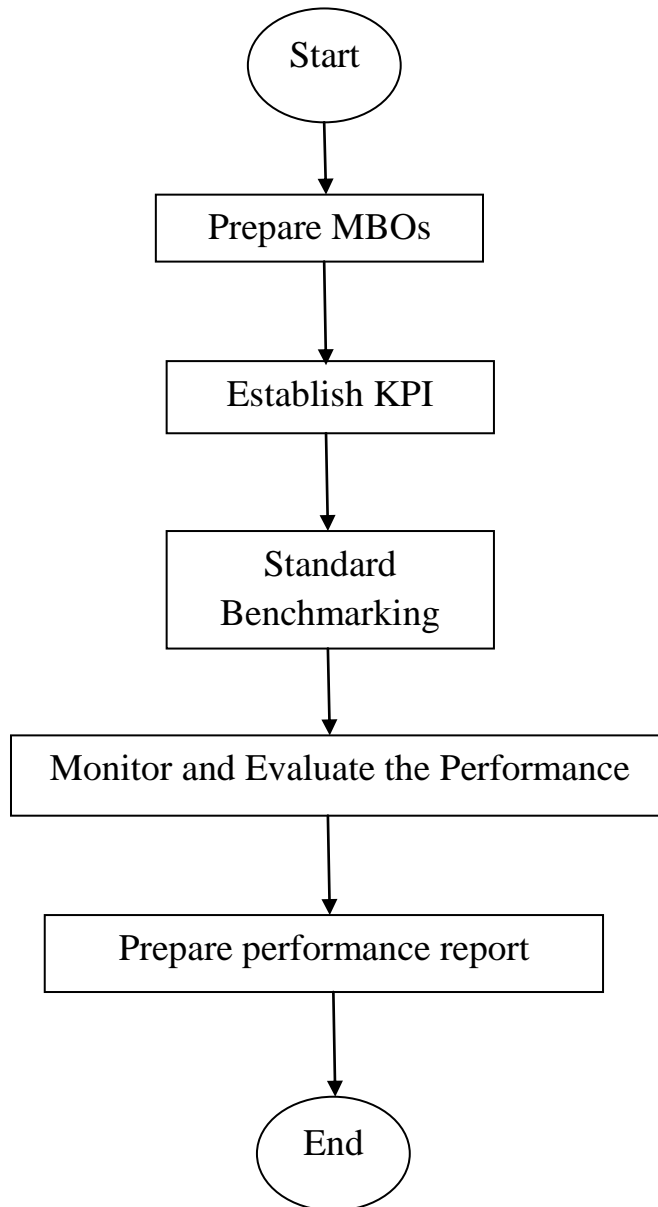 Start
Prepare MBOs
Establish KPI
Standard
Benchmarking
Monitor and Evaluate the Performance
Prepare performance report
End